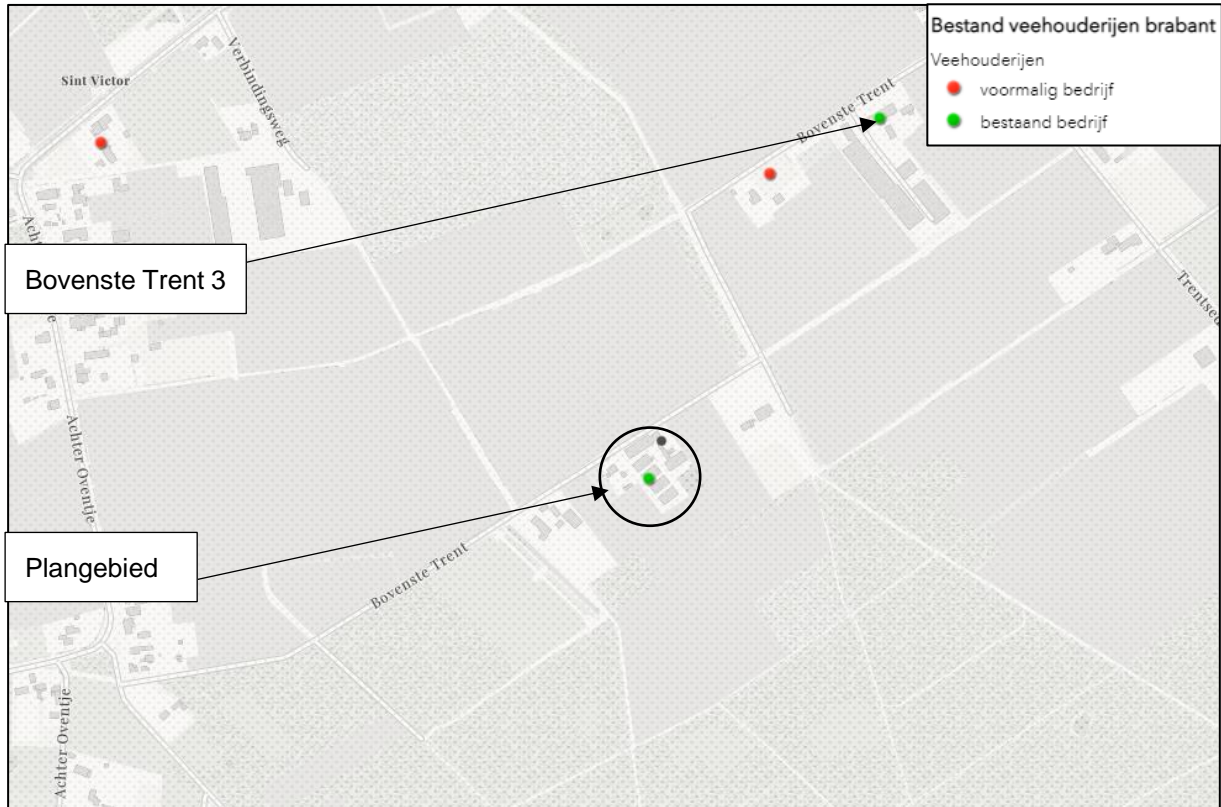 Bestand veehouderijen brabant
Veehouderijen
voormalig bedrijf
bestaand bedrijf
Sint Victor
Verbindingsweg
Bovenste Trent
Bovenste Trent 3
Achter Oventje
Plangebied
Bovenste Trent
Achter Oventje